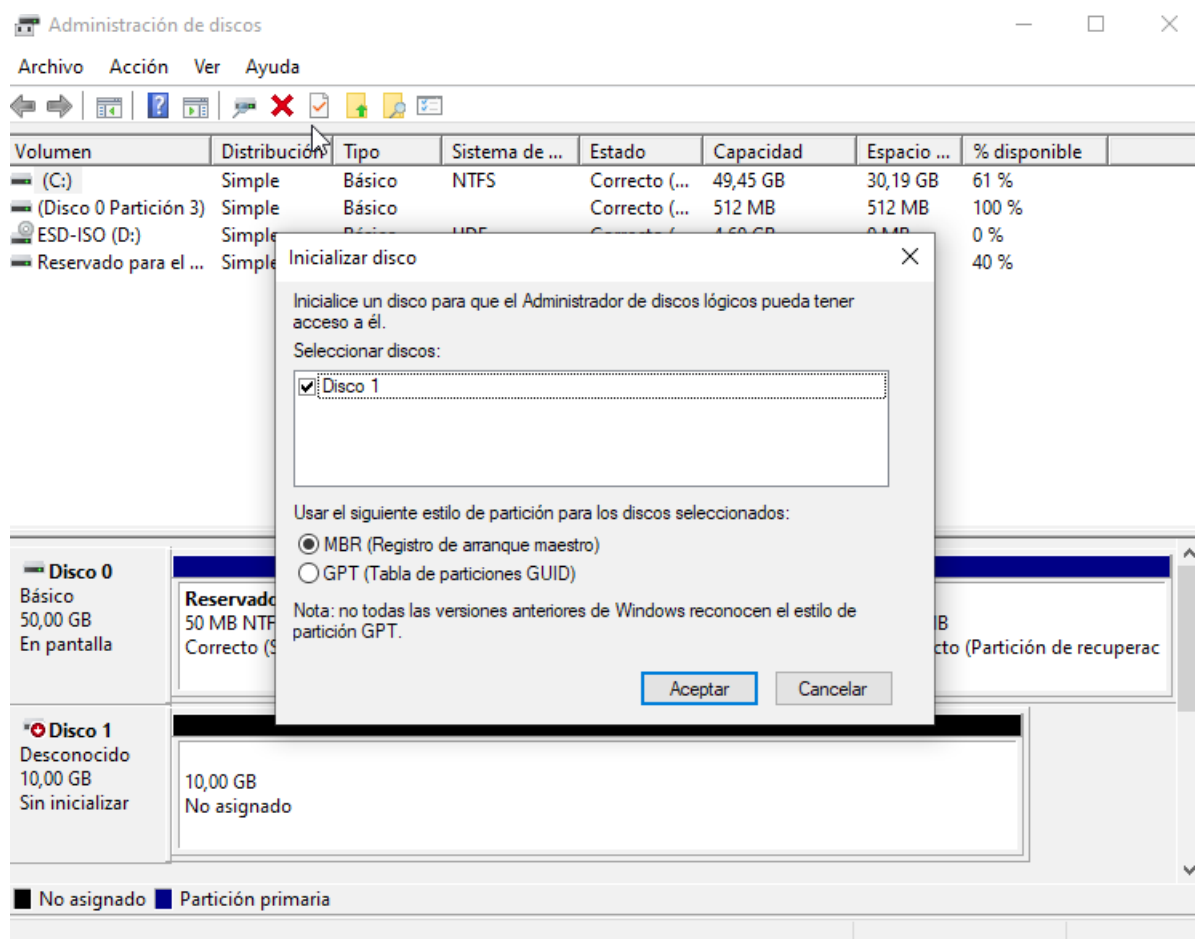 Administración de discos
Archivo Acción Ver Ayuda
Volumen Distribución Tipo Sistema de ... Estado Capacidad Espacio ... % disponible
(C:) Simple Básico NTFS Correcto (... 49,45 GB 30,19 GB 61 %
(Disco 0 Partición 3) Simple Básico Correcto (... 512 MB 512 MB 100 %
ESD-ISO (D:) Simple 0 %
Reservado para el ... Simple 40 %
Inicializar disco
Inicialice un disco para que el Administrador de discos lógicos pueda tener
acceso a él.
Seleccionar discos:
Disco 1
Usar el siguiente estilo de partición para los discos seleccionados:
MBR (Registro de arranque maestro)
GPT (Tabla de particiones GUID)
Nota: no todas las versiones anteriores de Windows reconocen el estilo de
partición GPT.
Aceptar Cancelar
Disco 0
Básico
50,00 GB
En pantalla
Reservado
50 MB NTF
Correcto (S
IB
cto (Partición de recuperac
Disco 1
Desconocido
10,00 GB
Sin inicializar
10,00 GB
No asignado
No asignado Partición primaria